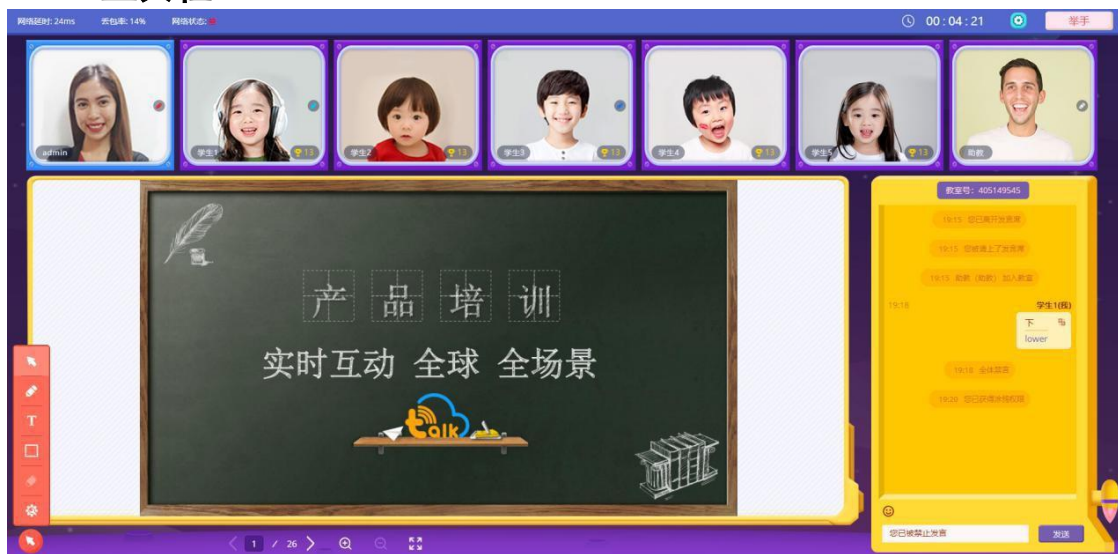 网络延时: 24ms 丢包率: 14% 网络状态: 差
00 : 04 : 21
举手
admin
学生1 13
学生2 13
学生3 13
学生4 13
学生5 13
助教
教室号: 405149545
19:15 您已离开发言席
19:15 您被请上了发言席
19:15 助教 (助教) 加入教室
产品培训
实时互动 全球 全场景
talk
19:18 学生1(我)
下
lower
19:18 全体禁言
19:20 您已获得涂鸦权限
T
1 / 26
您已被禁止发言
发送